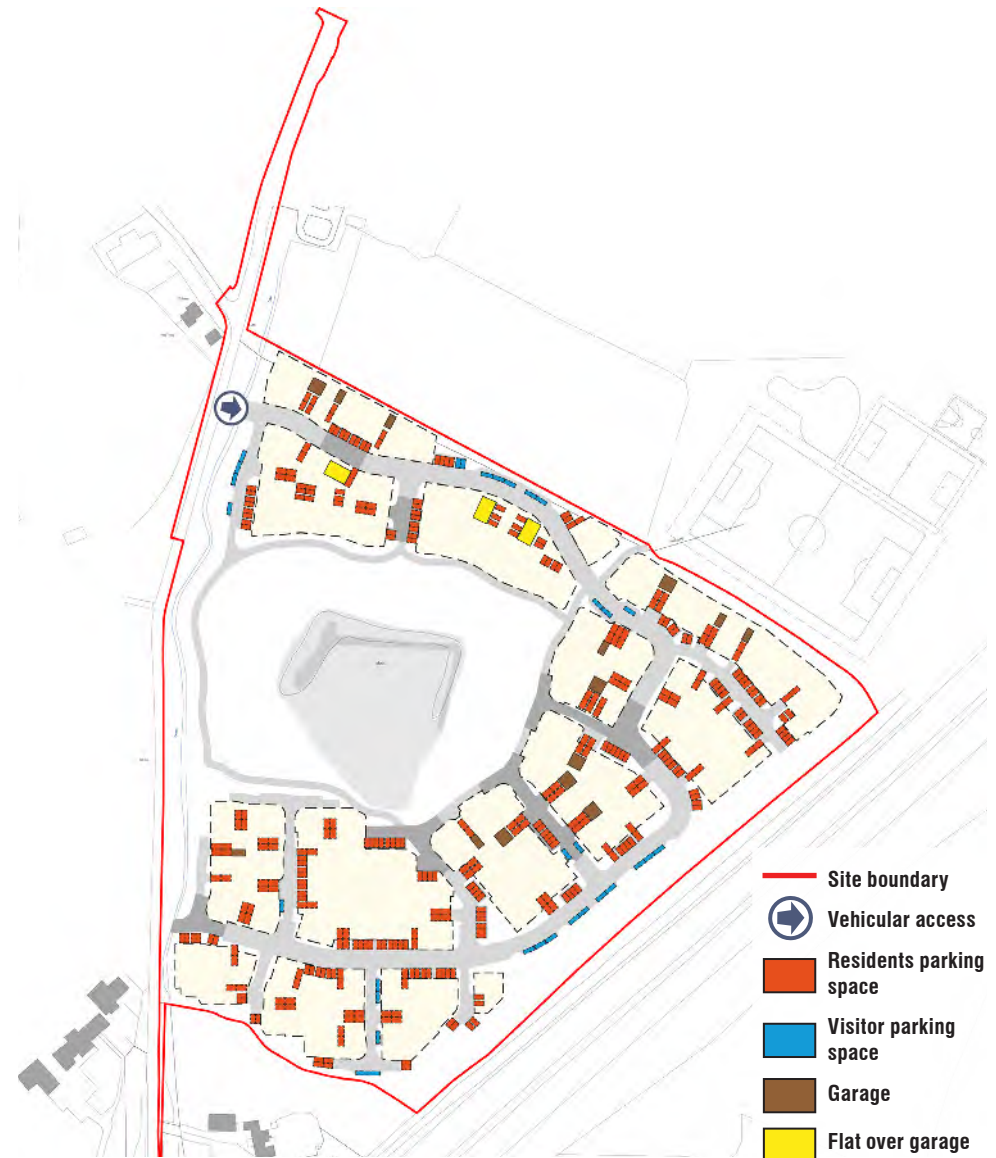 Site boundary
Vehicular access
Residents parking
space
Visitor parking
space
Garage
Flat over garage